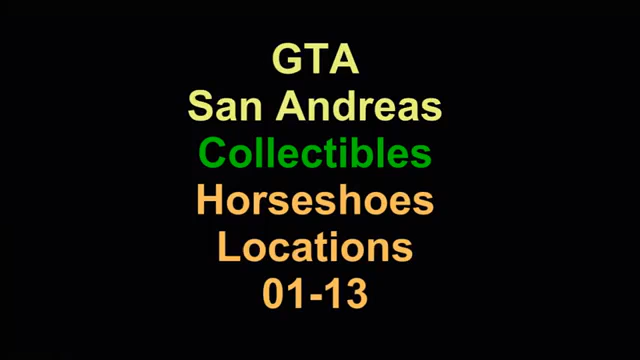 GTA
San Andreas
Collectibles
Horseshoes
Locations
01-13